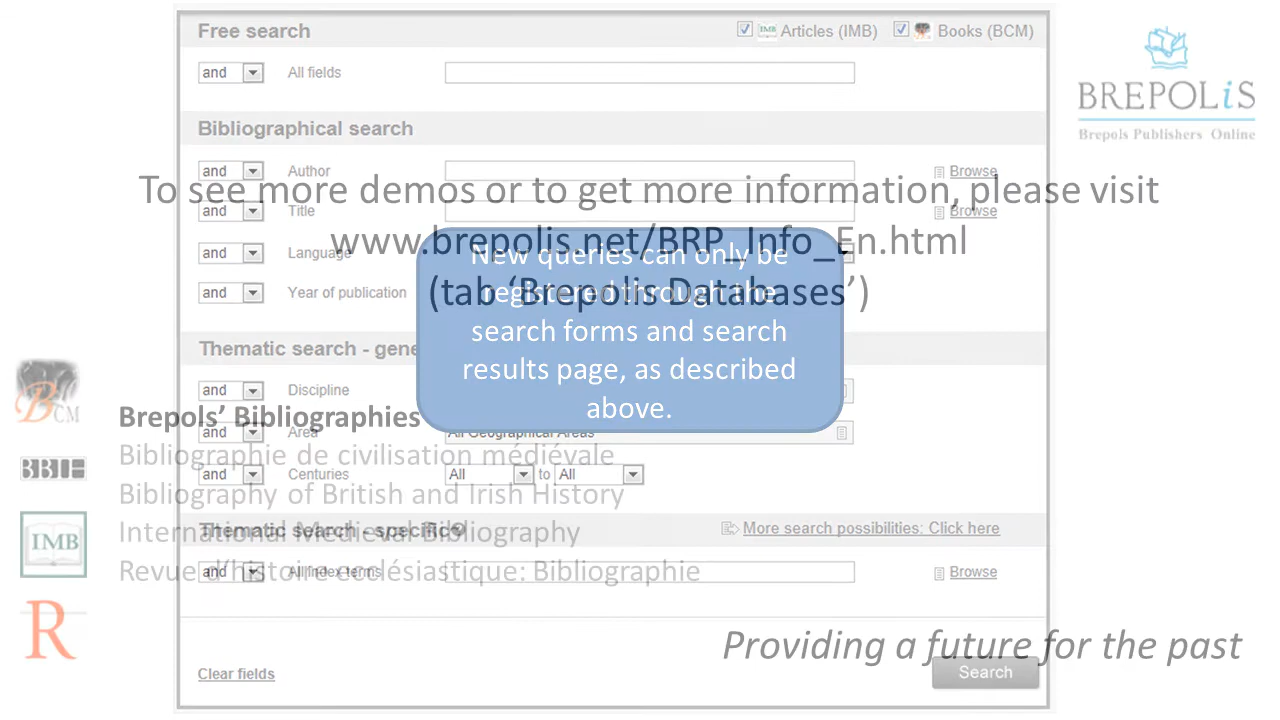 Free search
IMB Articles (IMB) Books (BCM)
and All fields
BREPOLiS
Brepols Publishers Online
Bibliographical search
and Author Browse
To see more demos or to get more information, please visit
and Title Browse
www.brepolis.net/BRP_Info_En.html
and Language
and Year of publication
(tab ‘Brepolis Databases’)
New queries can only be
registered through the
search forms and search
results page, as described
above.
Thematic search - gene
and Discipline
BCM
Brepols’ Bibliographies
and Area All Geographical Areas
Bibliographie de civilisation médiévale
BBIH
and Centuries All to All
Bibliography of British and Irish History
Thematic search - specific
More search possibilities: Click here
IMB
International Medieval Bibliography
and All index terms Browse
Revue d’histoire ecclésiastique: Bibliographie
R
Providing a future for the past
Clear fields
Search